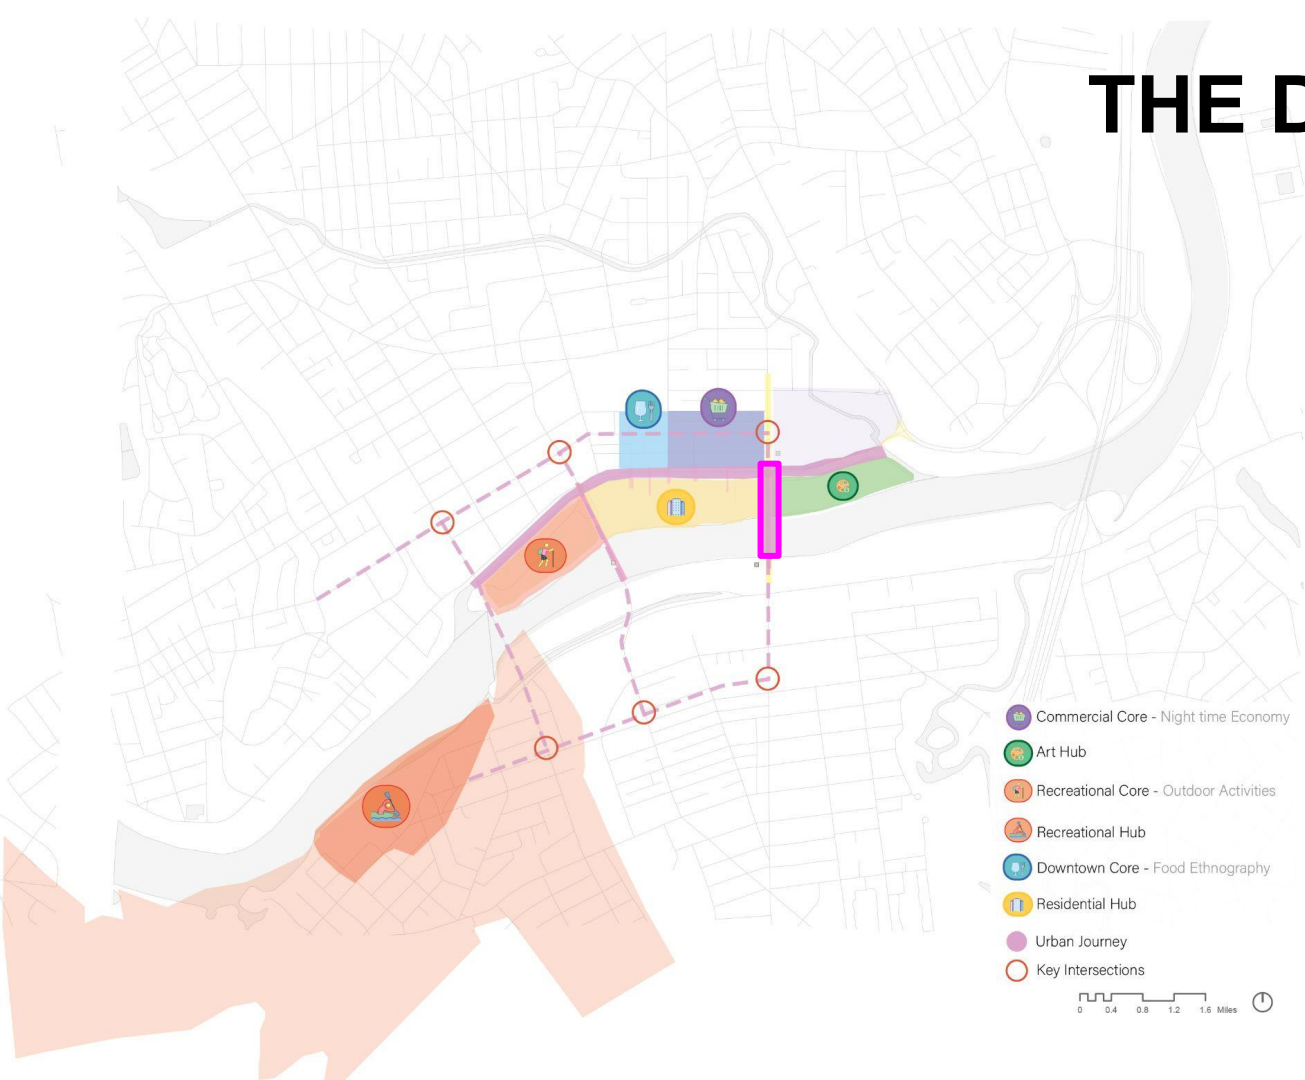 THE D
Commercial Core - Night time Economy
Art Hub
Recreational Core - Outdoor Activities
Recreational Hub
Downtown Core - Food Ethnography
Residential Hub
Urban Journey
Key Intersections
0 0.4 0.8 1.2 1.6 Miles